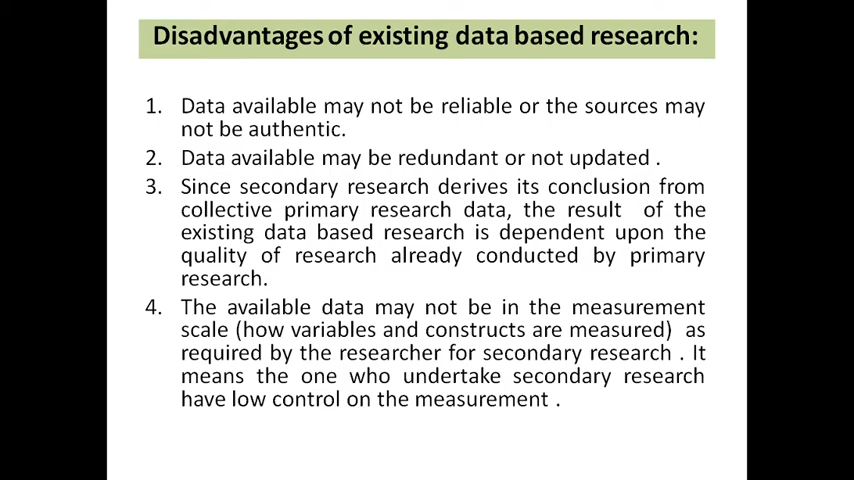 Disadvantages of existing data based research:
1. Data available may not be reliable or the sources may
not be authentic.
2. Data available may be redundant or not updated .
3. Since secondary research derives its conclusion from
collective primary research data, the result of the
existing data based research is dependent upon the
quality of research already conducted by primary
research.
4. The available data may not be in the measurement
scale (how variables and constructs are measured) as
required by the researcher for secondary research . It
means the one who undertake secondary research
have low control on the measurement .